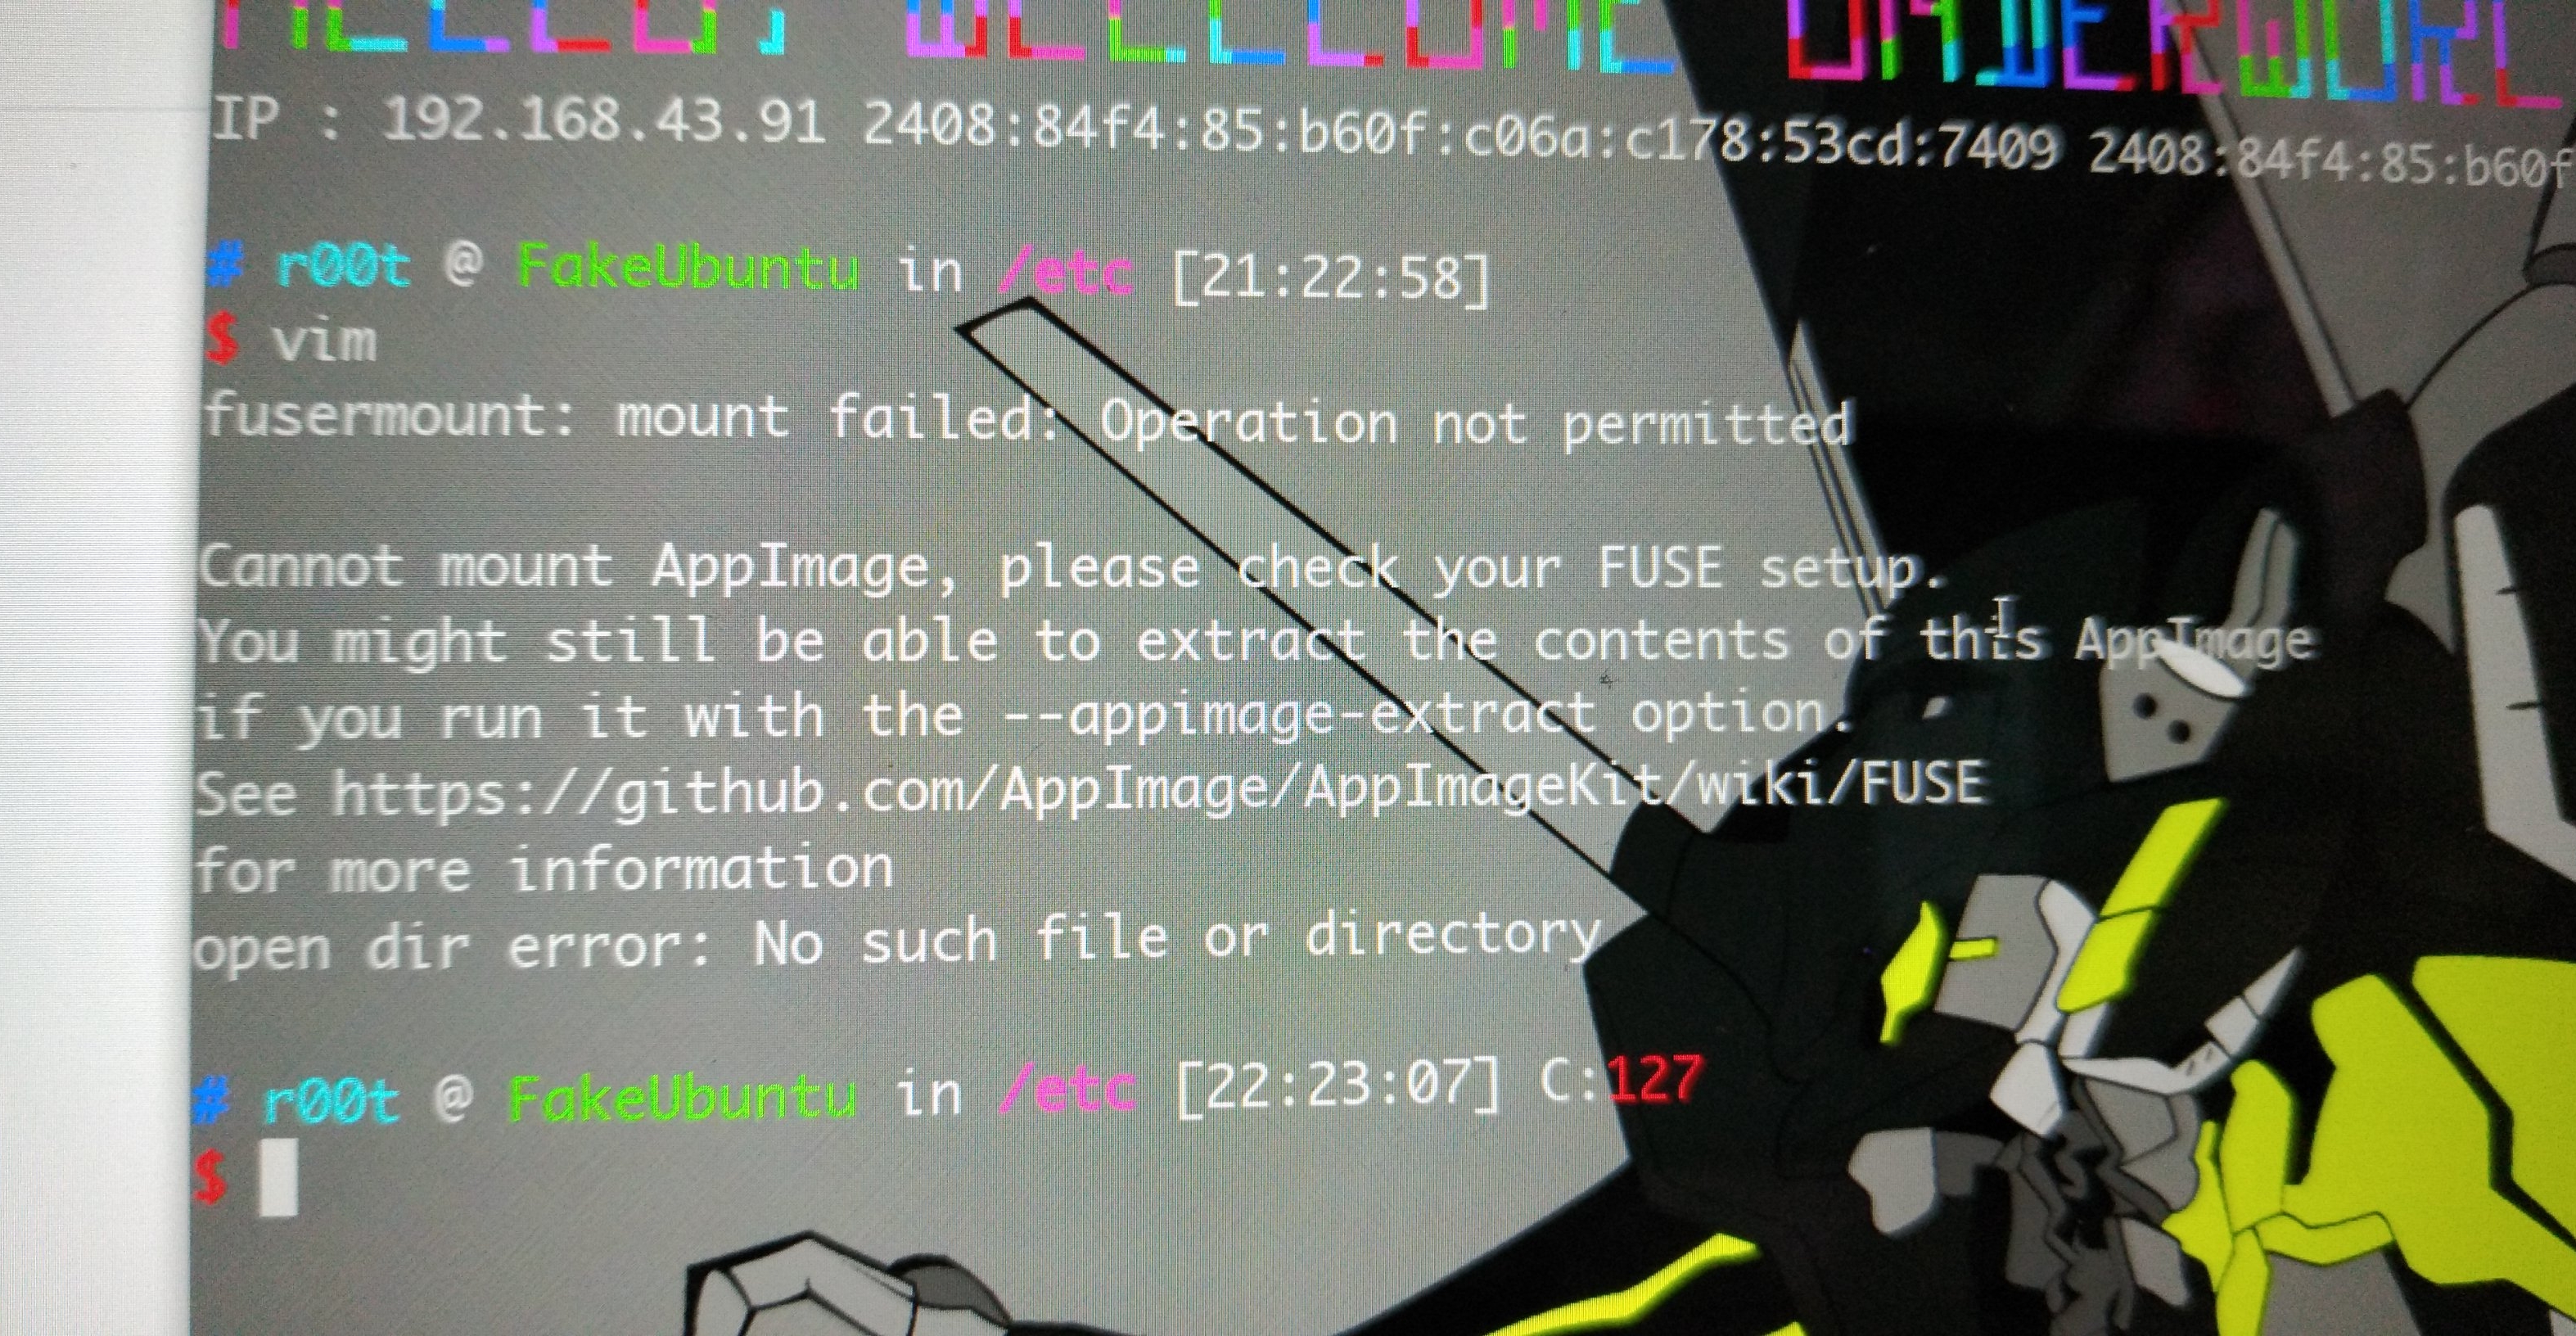 HELLO, WELLCOME UNDERWORL
IP : 192.168.43.91 2408:84f4:85:b60f:c06a:c178:53cd:7409 2408:84f4:85:b60f
# r00t @ FakeUbuntu in /etc [21:22:58]
$ vim
fusermount: mount failed: Operation not permitted
Cannot mount AppImage, please check your FUSE setup.
You might still be able to extract the contents of this AppImage
if you run it with the --appimage-extract option.
See https://github.com/AppImage/AppImageKit/wiki/FUSE
for more information
open dir error: No such file or directory
# r00t @ FakeUbuntu in /etc [22:23:07] C:127
$